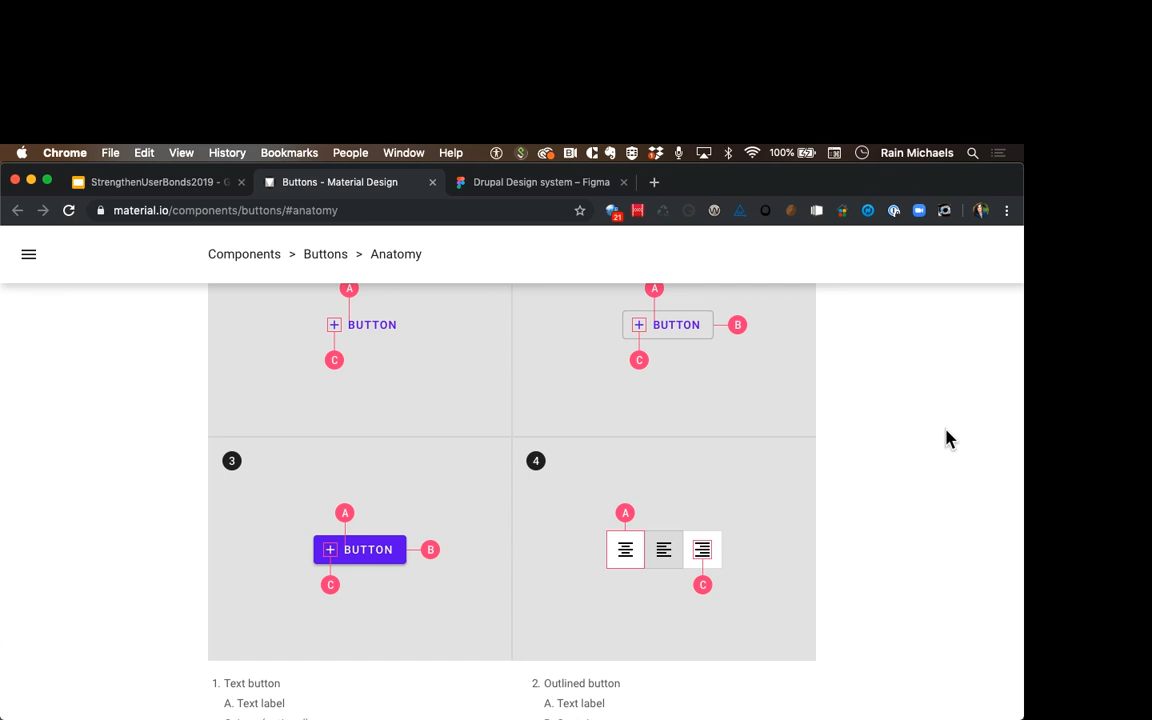 Chrome File Edit View History Bookmarks People Window Help 100% Rain Michaels
StrengthenUserBonds2019 - G Buttons - Material Design Drupal Design system – Figma
material.io/components/buttons/#anatomy 21
Components > Buttons > Anatomy
A A
+ BUTTON + BUTTON B
C C
3 4
A A
+ BUTTON B
C C
1. Text button 2. Outlined button
A. Text label A. Text label